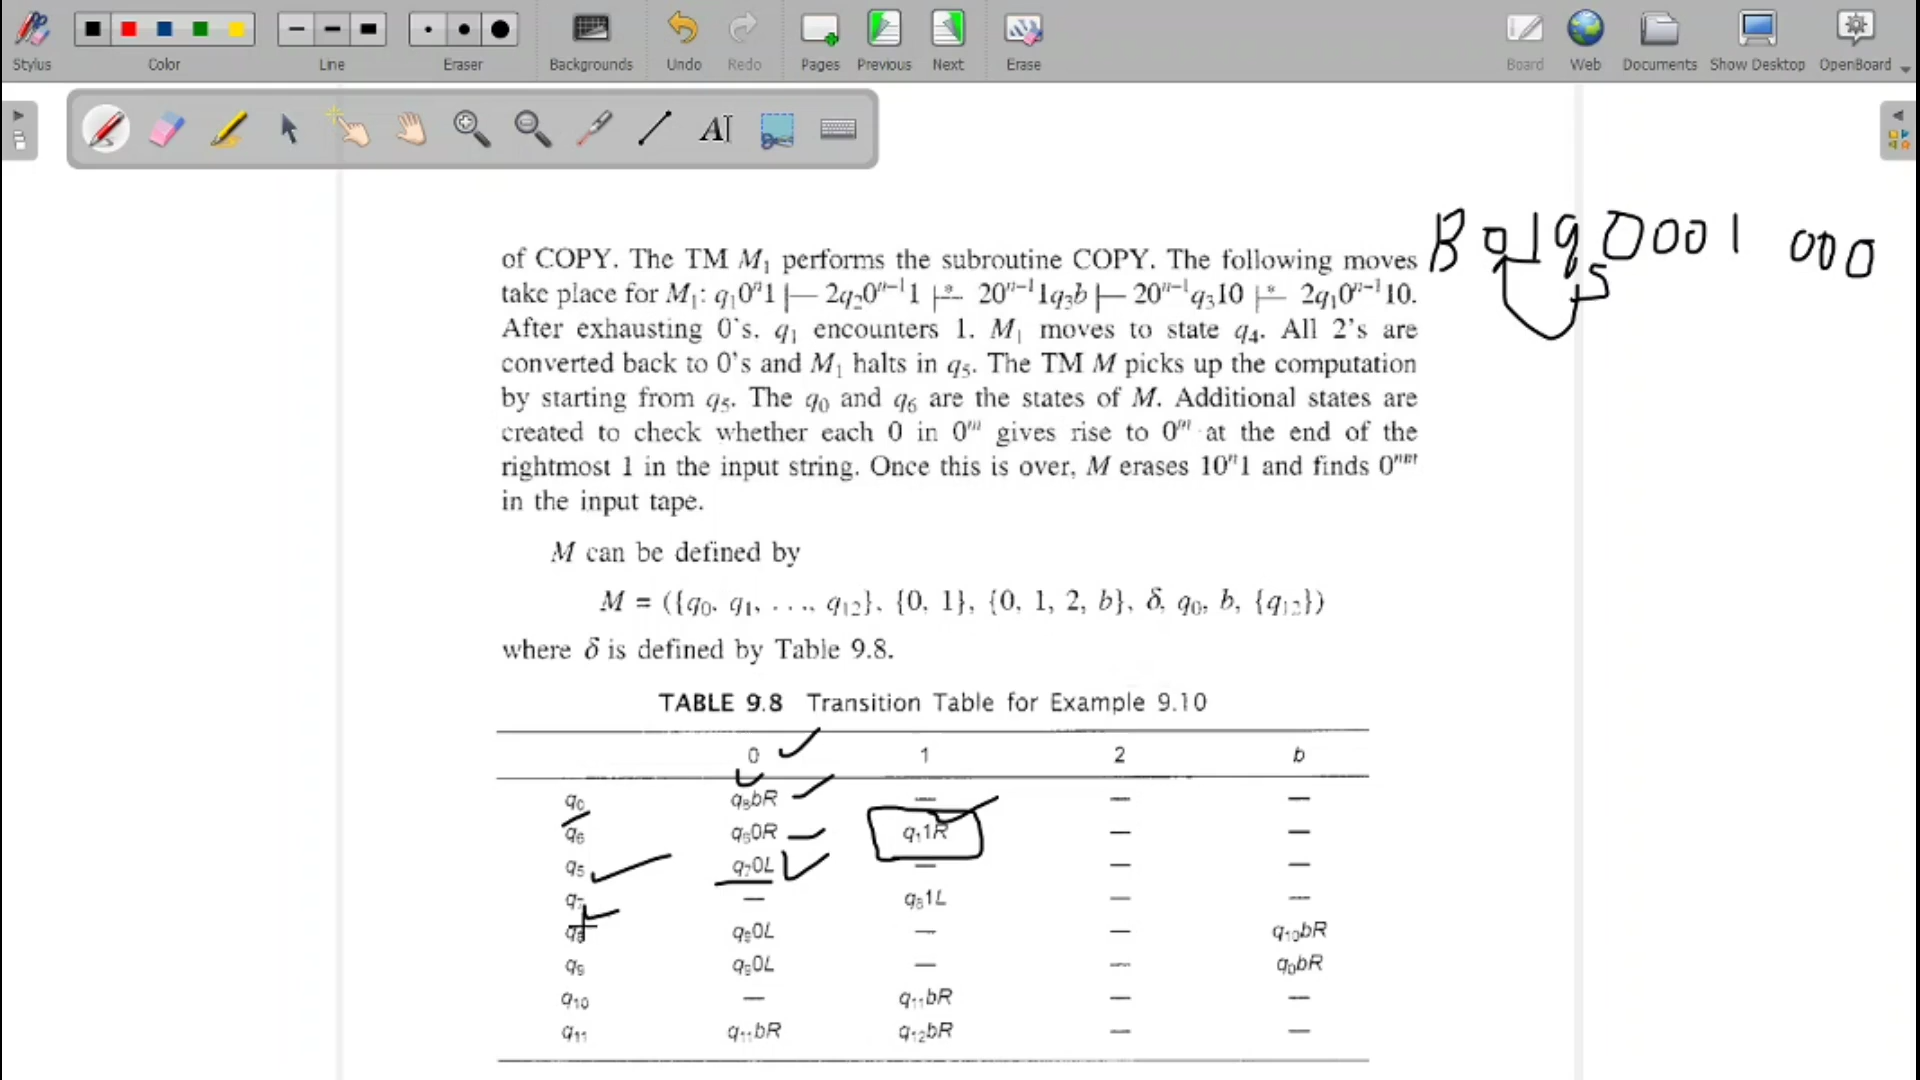 Stylus Color Line Eraser Backgrounds Undo Redo Pages Previous Next Erase Board Web Documents Show Desktop OpenBoard
of COPY. The TM M₁ performs the subroutine COPY. The following moves
take place for M₁: q₁0ⁿ1 |— 2q₂0ⁿ⁻¹1 |*— 20ⁿ⁻¹1q₃b |— 20ⁿ⁻¹q₃10 |*— 2q₁0ⁿ⁻¹10.
After exhausting 0's. q₁ encounters 1. M₁ moves to state q₄. All 2's are
converted back to 0's and M₁ halts in q₅. The TM M picks up the computation
by starting from q₅. The q₀ and q₆ are the states of M. Additional states are
created to check whether each 0 in 0ᵐ gives rise to 0ᵐ at the end of the
rightmost 1 in the input string. Once this is over, M erases 10ⁿ1 and finds 0ⁿᵐ
in the input tape.
M can be defined by
M = ({q₀. q₁, . . . , q₁₂}. {0, 1}, {0, 1, 2, b}, δ, q₀, b, {q₁₂})
where δ is defined by Table 9.8.
TABLE 9.8 Transition Table for Example 9.10
0 1 2 b
q₀ q₆bR — — —
q₆ q₆0R q₁1R — —
q₅ q₇0L — — —
q₇ — q₈1L — —
q₈ q₉0L — — q₁₀bR
q₉ q₉0L — — q₀bR
q₁₀ — q₁₁bR — —
q₁₁ q₁₁bR q₁₂bR — —
B 0 1 q₅ 0 0 0 1 0 0 0